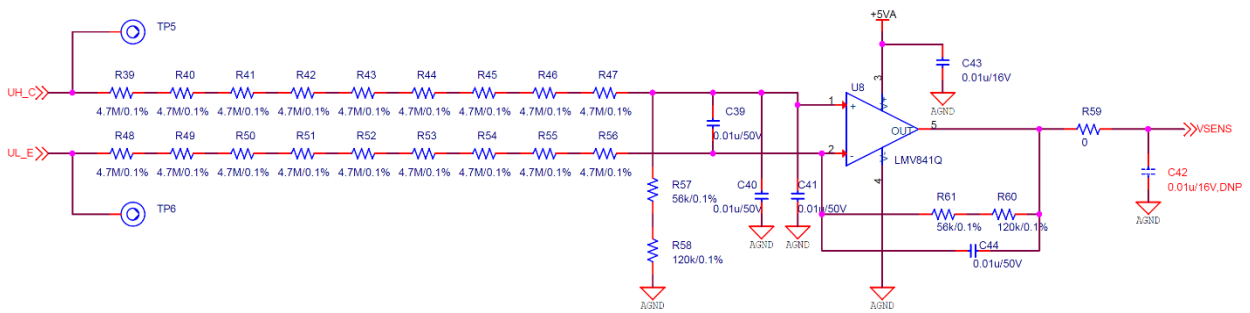 TP5
+5VA
R39 R40 R41 R42 R43 R44 R45 R46 R47
UH_C
4.7M/0.1% 4.7M/0.1% 4.7M/0.1% 4.7M/0.1% 4.7M/0.1% 4.7M/0.1% 4.7M/0.1% 4.7M/0.1% 4.7M/0.1%
C43
0.01u/16V
AGND
3
U8
V+
1
+
OUT
5
2
-
V-
4
LMV841Q
C39
0.01u/50V
R59
0
VSENS
R48 R49 R50 R51 R52 R53 R54 R55 R56
UL_E
4.7M/0.1% 4.7M/0.1% 4.7M/0.1% 4.7M/0.1% 4.7M/0.1% 4.7M/0.1% 4.7M/0.1% 4.7M/0.1% 4.7M/0.1%
C42
0.01u/16V,DNP
AGND
TP6
R57
56k/0.1%
C40
0.01u/50V
AGND
C41
0.01u/50V
AGND
R61 R60
56k/0.1% 120k/0.1%
R58
120k/0.1%
AGND
C44
0.01u/50V
AGND